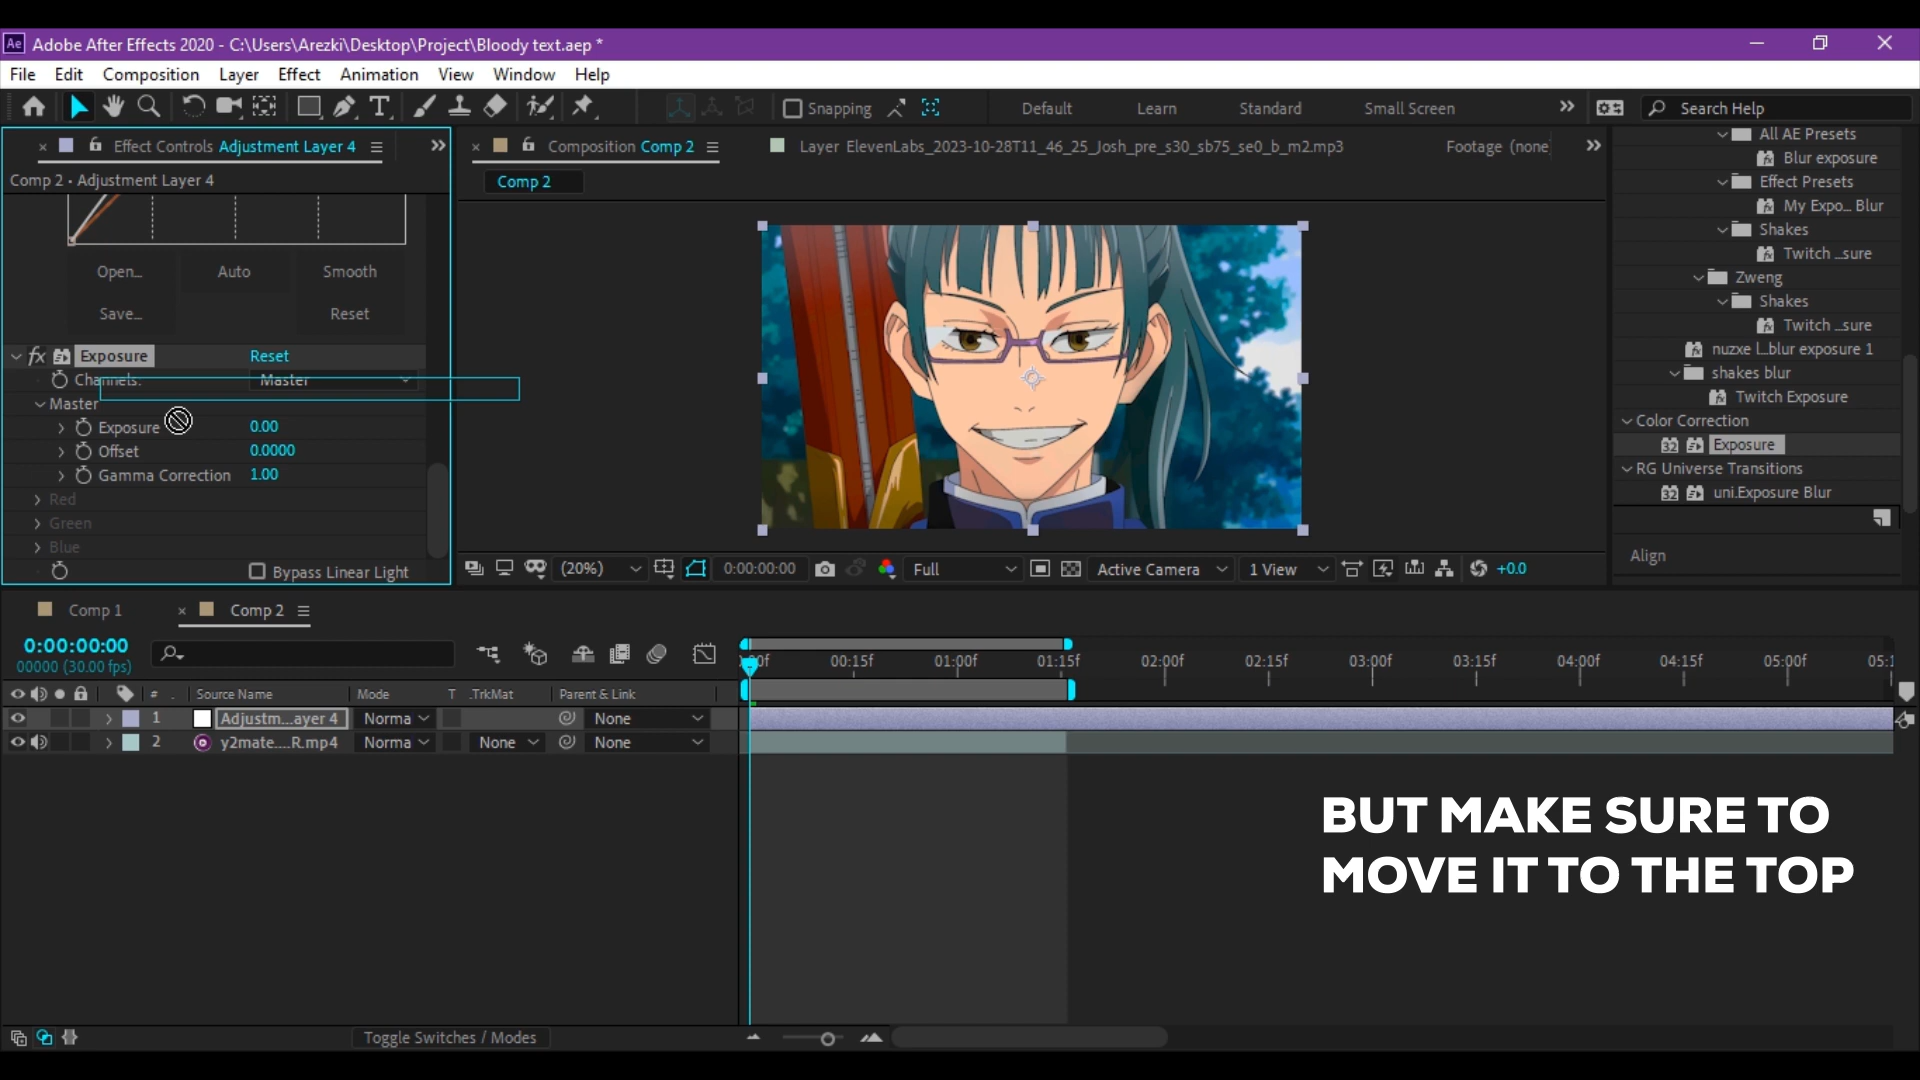 Ae Adobe After Effects 2020 - C:\Users\Arezki\Desktop\Project\Bloody text.aep *
File Edit Composition Layer Effect Animation View Window Help
Snapping Default Learn Standard Small Screen Search Help
Effect Controls Adjustment Layer 4
Composition Comp 2
Layer ElevenLabs_2023-10-28T11_46_25_Josh_pre_s30_sb75_se0_b_m2.mp3
Footage (none
Comp 2 • Adjustment Layer 4
Comp 2
Open...
Auto
Smooth
Save...
Reset
fx Exposure Reset
Channels: Master
Master
Exposure 0.00
Offset 0.0000
Gamma Correction 1.00
Red
Green
Blue
Bypass Linear Light
(20%) 0:00:00:00 Full Active Camera 1 View +0.0
All AE Presets
Blur exposure
Effect Presets
My Expo... Blur
Shakes
Twitch ...sure
Zweng
Shakes
Twitch ...sure
nuzxe l...blur exposure 1
shakes blur
Twitch Exposure
Color Correction
32 Exposure
RG Universe Transitions
32 uni.Exposure Blur
Align
Comp 1
Comp 2
0:00:00:00
00000 (30.00 fps)
:00f 00:15f 01:00f 01:15f 02:00f 02:15f 03:00f 03:15f 04:00f 04:15f 05:00f 05:1
# . Source Name Mode T .TrkMat Parent & Link
1 Adjustm...ayer 4 Norma None
2 y2mate....R.mp4 Norma None None
BUT MAKE SURE TO
MOVE IT TO THE TOP
Toggle Switches / Modes